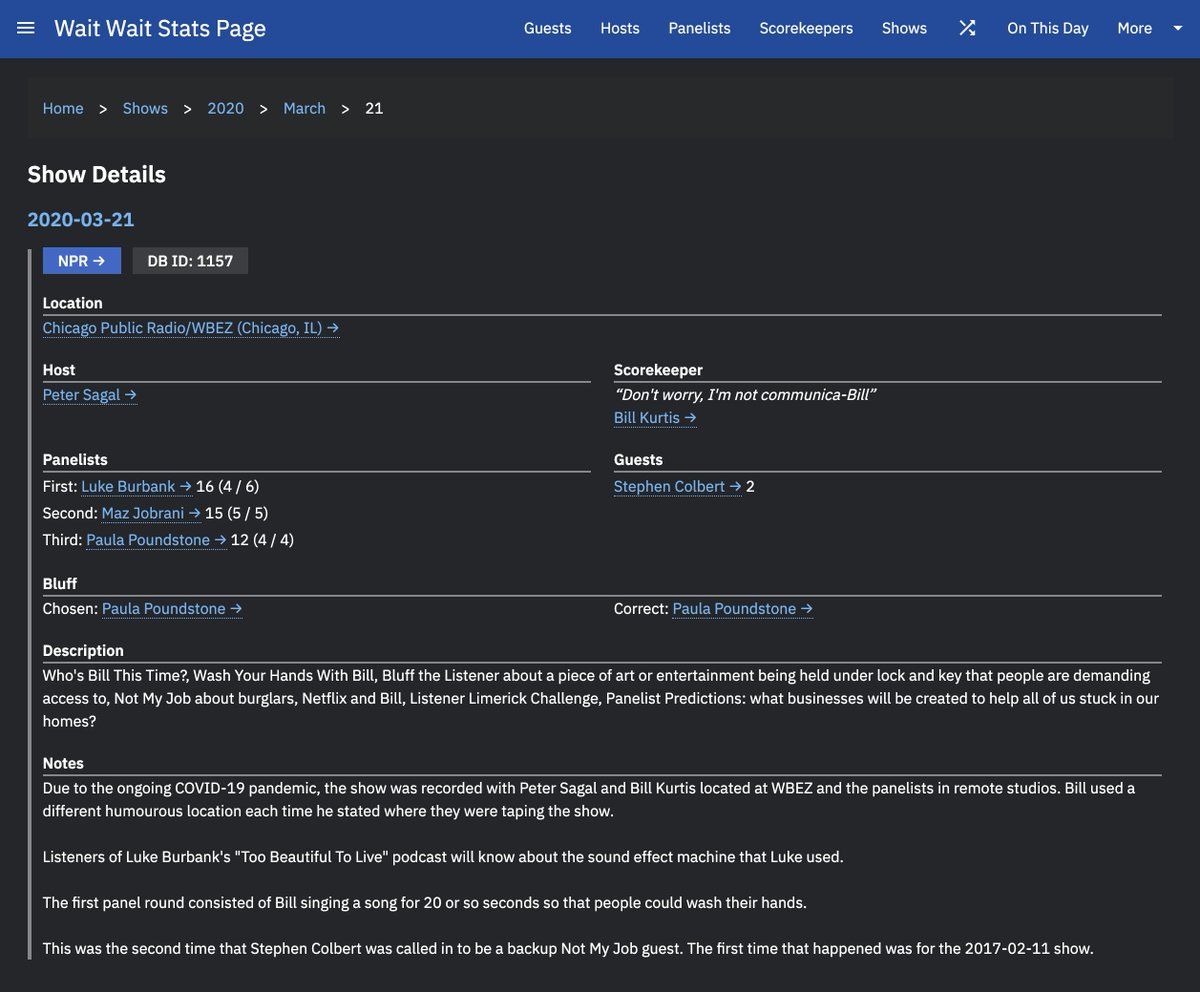 Wait Wait Stats Page
Guests Hosts Panelists Scorekeepers Shows On This Day More
Home > Shows > 2020 > March > 21
Show Details
2020-03-21
NPR → DB ID: 1157
Location
Chicago Public Radio/WBEZ (Chicago, IL) →
Host
Peter Sagal →
Scorekeeper
“Don't worry, I'm not communica-Bill”
Bill Kurtis →
Panelists
First: Luke Burbank → 16 (4 / 6)
Second: Maz Jobrani → 15 (5 / 5)
Third: Paula Poundstone → 12 (4 / 4)
Guests
Stephen Colbert → 2
Bluff
Chosen: Paula Poundstone →
Correct: Paula Poundstone →
Description
Who's Bill This Time?, Wash Your Hands With Bill, Bluff the Listener about a piece of art or entertainment being held under lock and key that people are demanding
access to, Not My Job about burglars, Netflix and Bill, Listener Limerick Challenge, Panelist Predictions: what businesses will be created to help all of us stuck in our
homes?
Notes
Due to the ongoing COVID-19 pandemic, the show was recorded with Peter Sagal and Bill Kurtis located at WBEZ and the panelists in remote studios. Bill used a
different humourous location each time he stated where they were taping the show.
Listeners of Luke Burbank's "Too Beautiful To Live" podcast will know about the sound effect machine that Luke used.
The first panel round consisted of Bill singing a song for 20 or so seconds so that people could wash their hands.
This was the second time that Stephen Colbert was called in to be a backup Not My Job guest. The first time that happened was for the 2017-02-11 show.